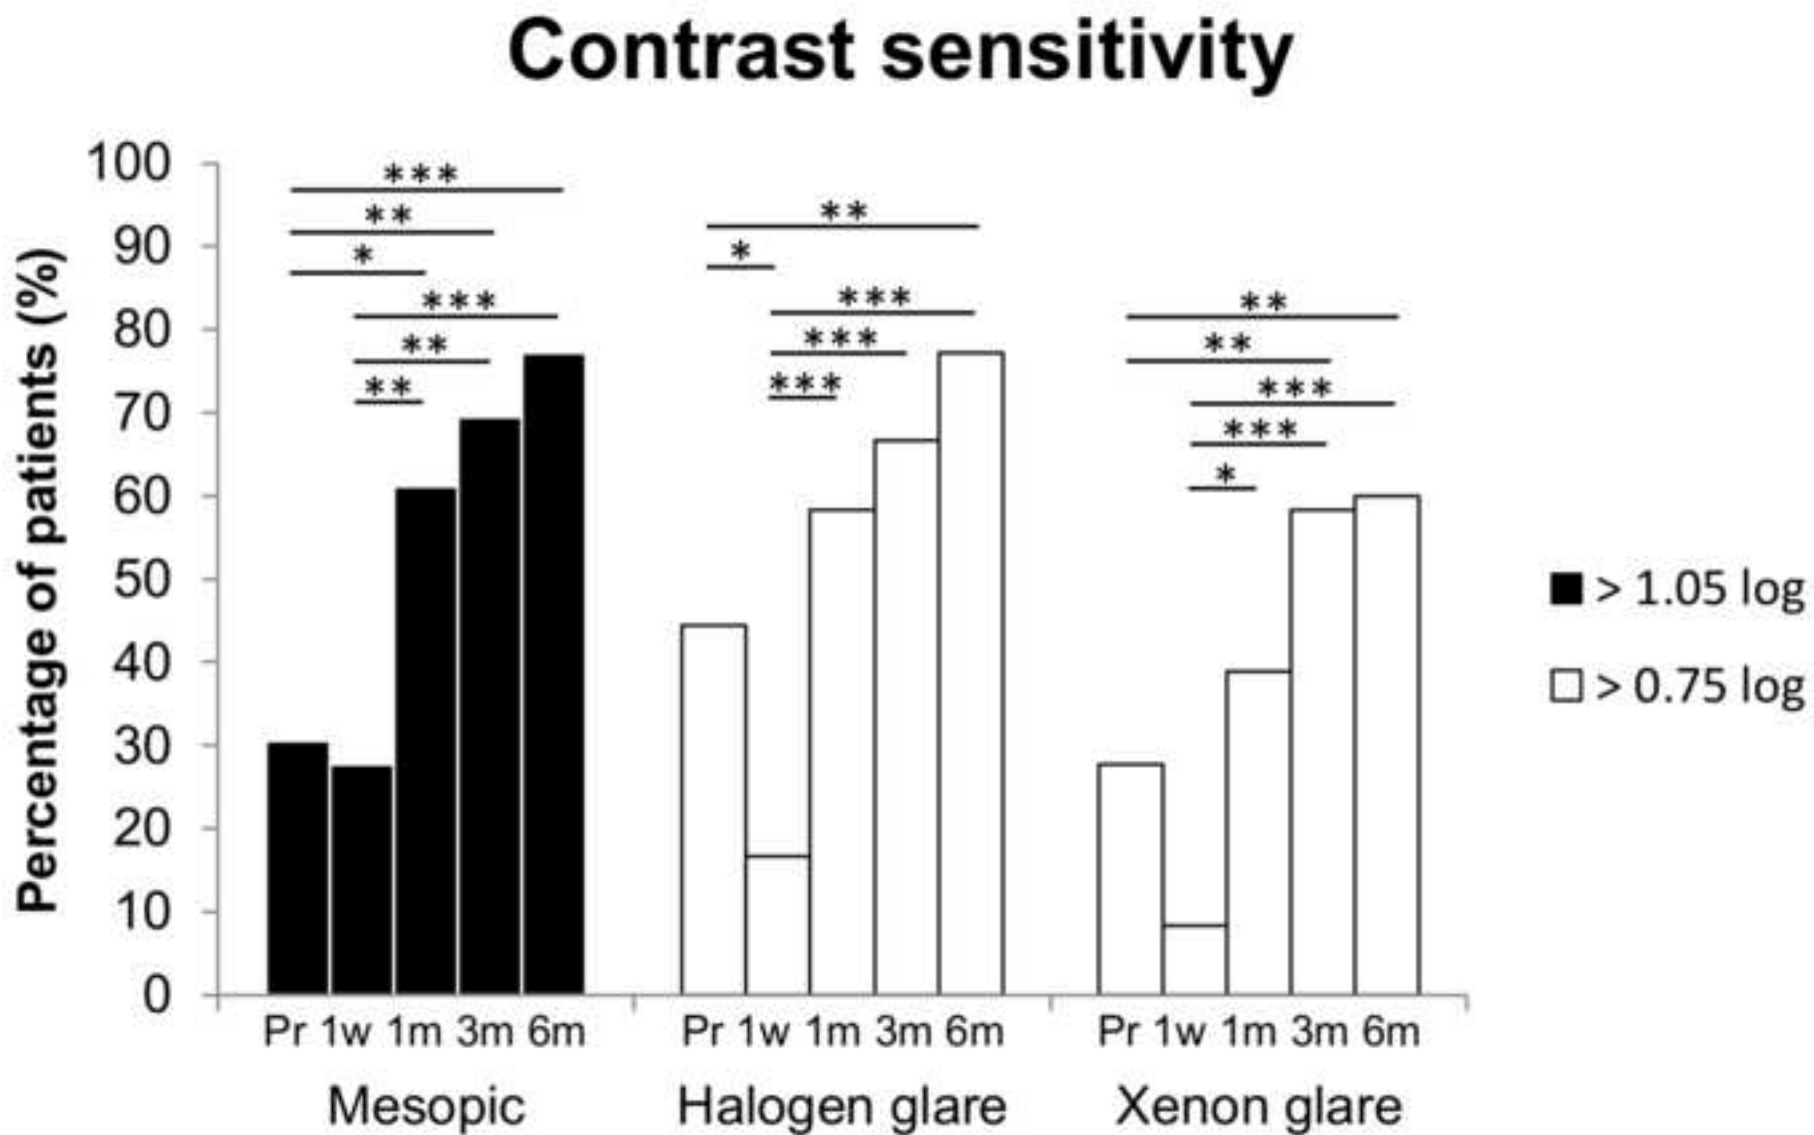 Contrast sensitivity
Percentage of patients (%)
100
90
80
70
60
50
40
30
20
10
0
***
**
*
***
**
**
**
*
***
***
***
**
**
***
***
*
> 1.05 log
> 0.75 log
Pr 1w 1m 3m 6m
Pr 1w 1m 3m 6m
Pr 1w 1m 3m 6m
Mesopic
Halogen glare
Xenon glare